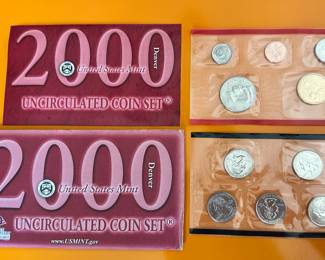 2000
Denver
United States Mint
UNCIRCULATED COIN SET®
2000
Denver
United States Mint
UNCIRCULATED COIN SET®
www.USMINT.gov